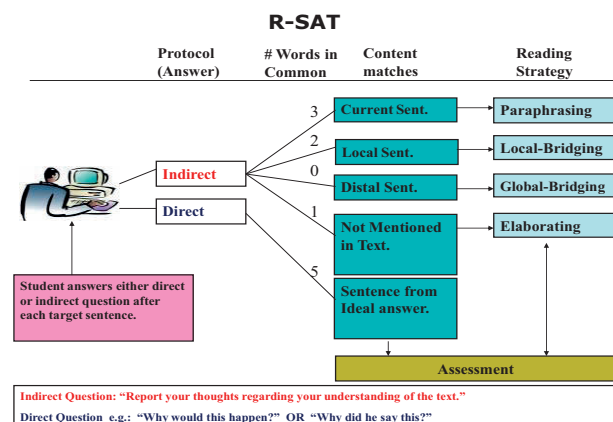 R-SAT
Protocol
(Answer)
# Words in
Common
Content
matches
Reading
Strategy
3
Current Sent.
Paraphrasing
2
Local Sent.
Local-Bridging
0
Indirect
Distal Sent.
Global-Bridging
Direct
1
Not Mentioned
in Text.
Elaborating
5
Sentence from
Ideal answer.
Student answers either direct
or indirect question after
each target sentence.
Assessment
Indirect Question: “Report your thoughts regarding your understanding of the text.”
Direct Question e.g.: “Why would this happen?” OR “Why did he say this?”